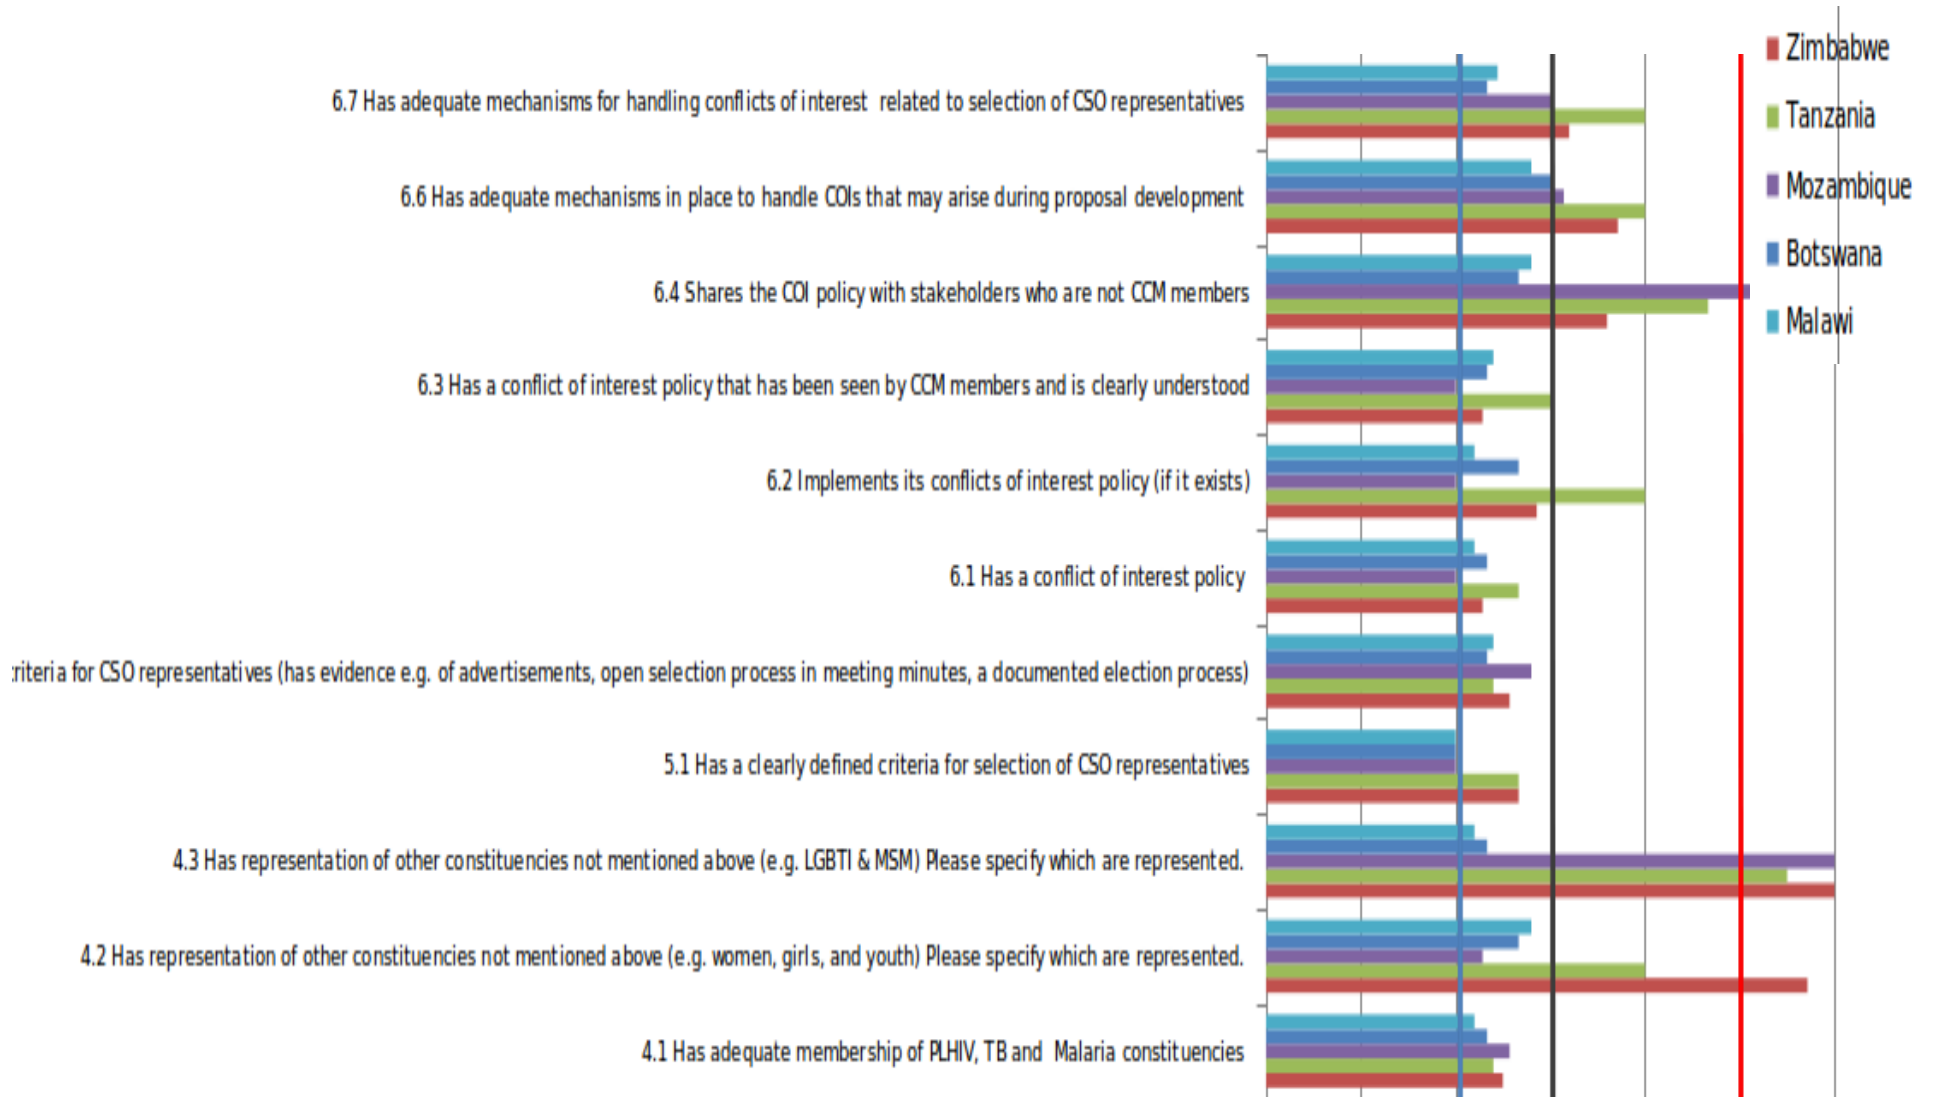 6.7 Has adequate mechanisms for handling conflicts of interest related to selection of CSO representatives
6.6 Has adequate mechanisms in place to handle COIs that may arise during proposal development
6.4 Shares the COI policy with stakeholders who are not CCM members
6.3 Has a conflict of interest policy that has been seen by CCM members and is clearly understood
6.2 Implements its conflicts of interest policy (if it exists)
6.1 Has a conflict of interest policy
for CSO representatives (has evidence e.g. of advertisements, open selection process in meeting minutes, a documented election process)
5.1 Has a clearly defined criteria for selection of CSO representatives
4.3 Has representation of other constituencies not mentioned above (e.g. LGBTI & MSM) Please specify which are represented.
4.2 Has representation of other constituencies not mentioned above (e.g. women, girls, and youth) Please specify which are represented.
4.1 Has adequate membership of PLHIV, TB and Malaria constituencies
Zimbabwe
Tanzania
Mozambique
Botswana
Malawi